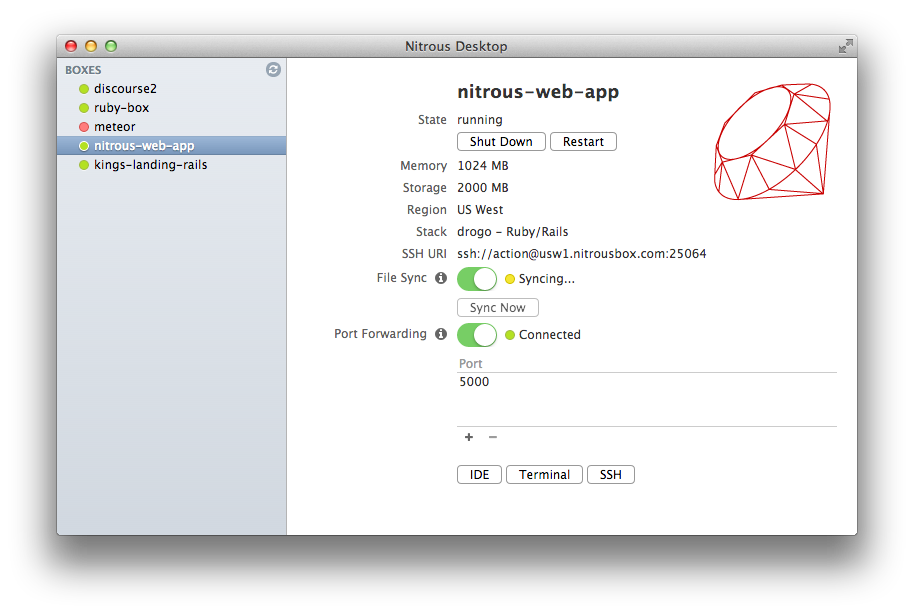 Nitrous Desktop
BOXES
discourse2
ruby-box
meteor
nitrous-web-app
kings-landing-rails
nitrous-web-app
State running
Shut Down Restart
Memory 1024 MB
Storage 2000 MB
Region US West
Stack drogo - Ruby/Rails
SSH URI ssh://action@usw1.nitrousbox.com:25064
File Sync Syncing...
Sync Now
Port Forwarding Connected
Port
5000
+ −
IDE Terminal SSH